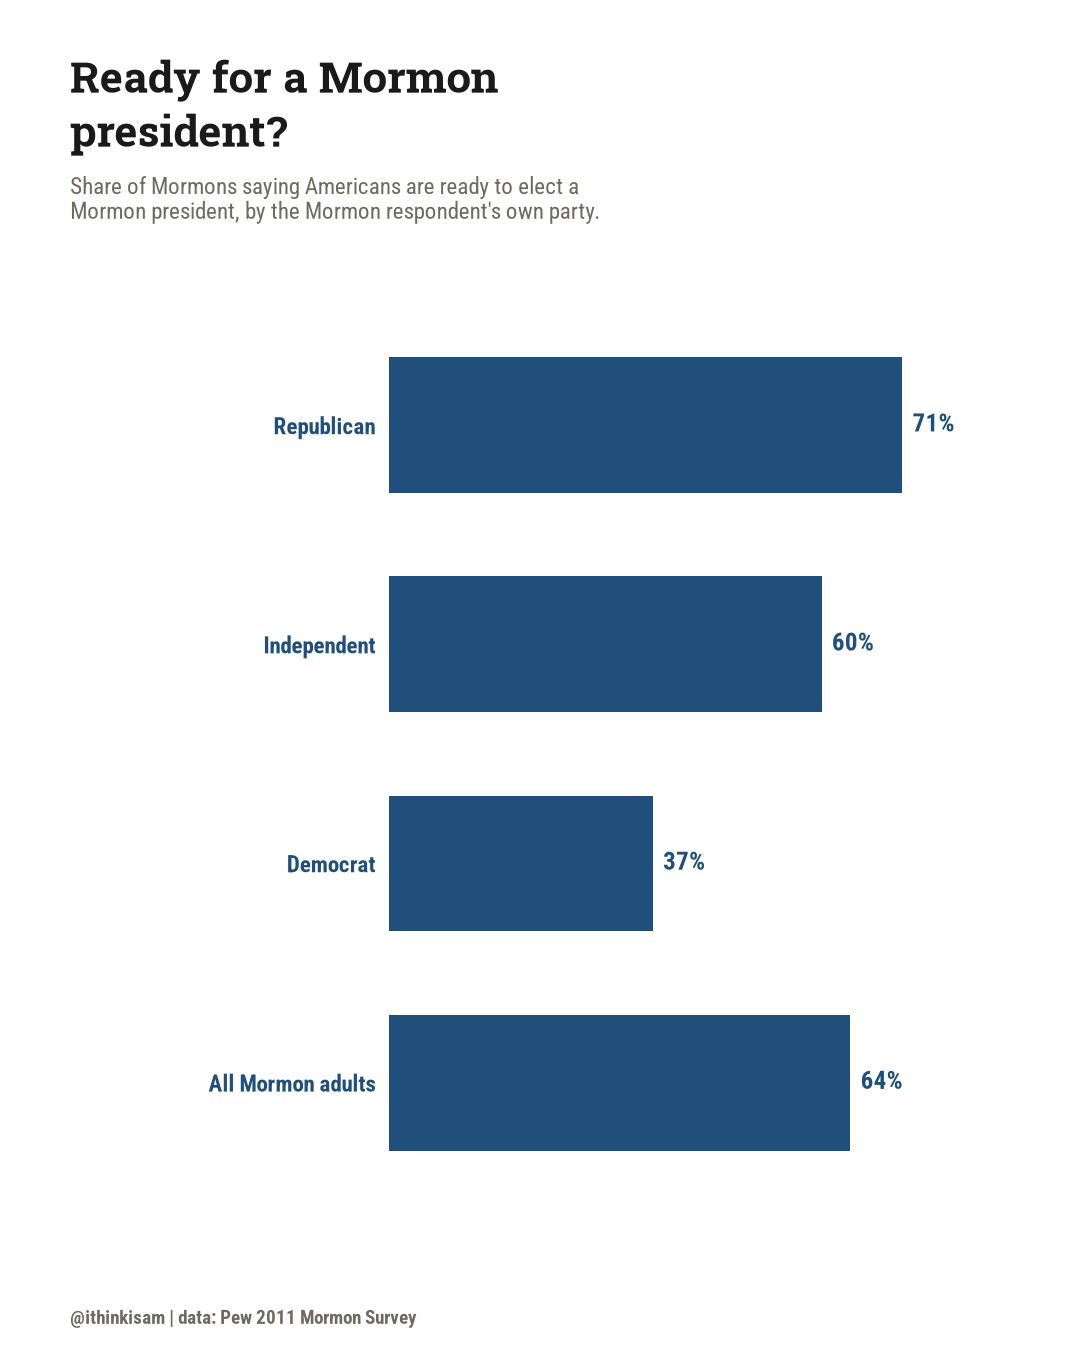 Ready for a Mormon
president?
Share of Mormons saying Americans are ready to elect a
Mormon president, by the Mormon respondent's own party.
Republican
71%
Independent
60%
Democrat
37%
All Mormon adults
64%
@ithinkisam | data: Pew 2011 Mormon Survey